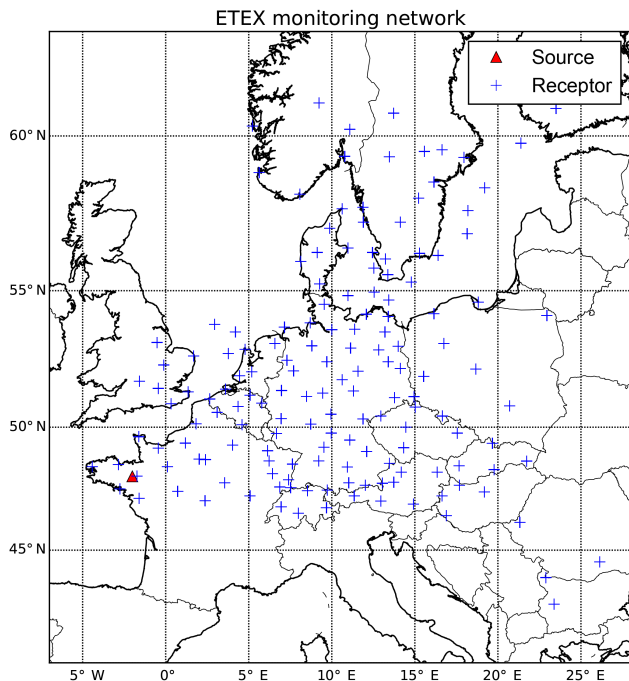 ETEX monitoring network
Source
Receptor
60° N
55° N
50° N
45° N
5° W
0°
5° E
10° E
15° E
20° E
25° E